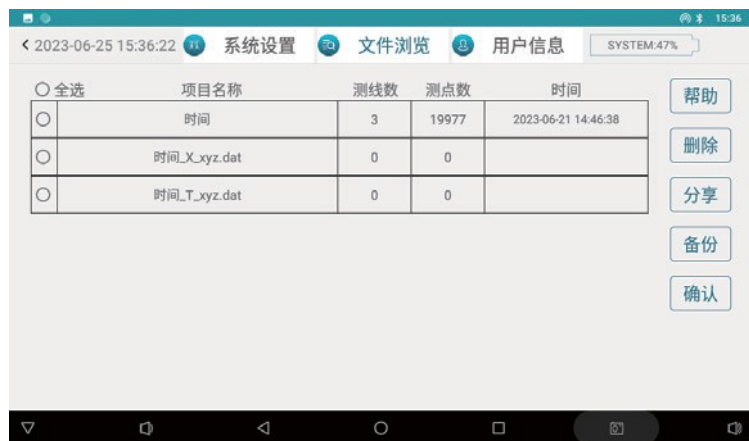 15:36
2023-06-25 15:36:22 系统设置 文件浏览 用户信息 SYSTEM:47%
全选 项目名称 测线数 测点数 时间
时间 3 19977 2023-06-21 14:46:38
时间_X_xyz.dat 0 0
时间_T_xyz.dat 0 0
帮助
删除
分享
备份
确认